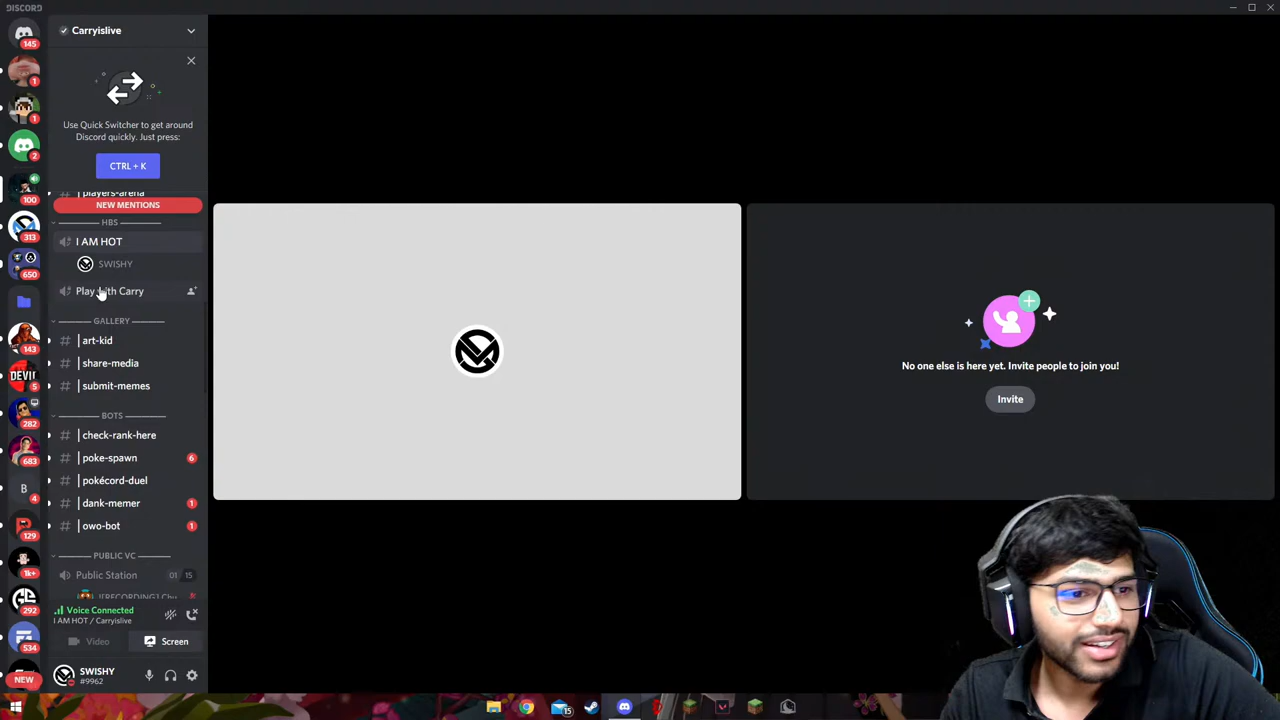 DISCORD
Carryislive
Use Quick Switcher to get around
Discord quickly. Just press:
CTRL + K
players-arena
NEW MENTIONS
HBS
I AM HOT
SWISHY
Play with Carry
GALLERY
art-kid
share-media
submit-memes
BOTS
check-rank-here
poke-spawn 6
pokécord-duel
dank-memer 1
owo-bot 1
PUBLIC VC
Public Station 01 15
Voice Connected
I AM HOT / Carryislive
Video Screen
SWISHY
#9962
145
1
1
2
100
313
650
143
DEVIL
5
282
683
B
4
129
1k+
292
534
NEW
No one else is here yet. Invite people to join you!
Invite
15